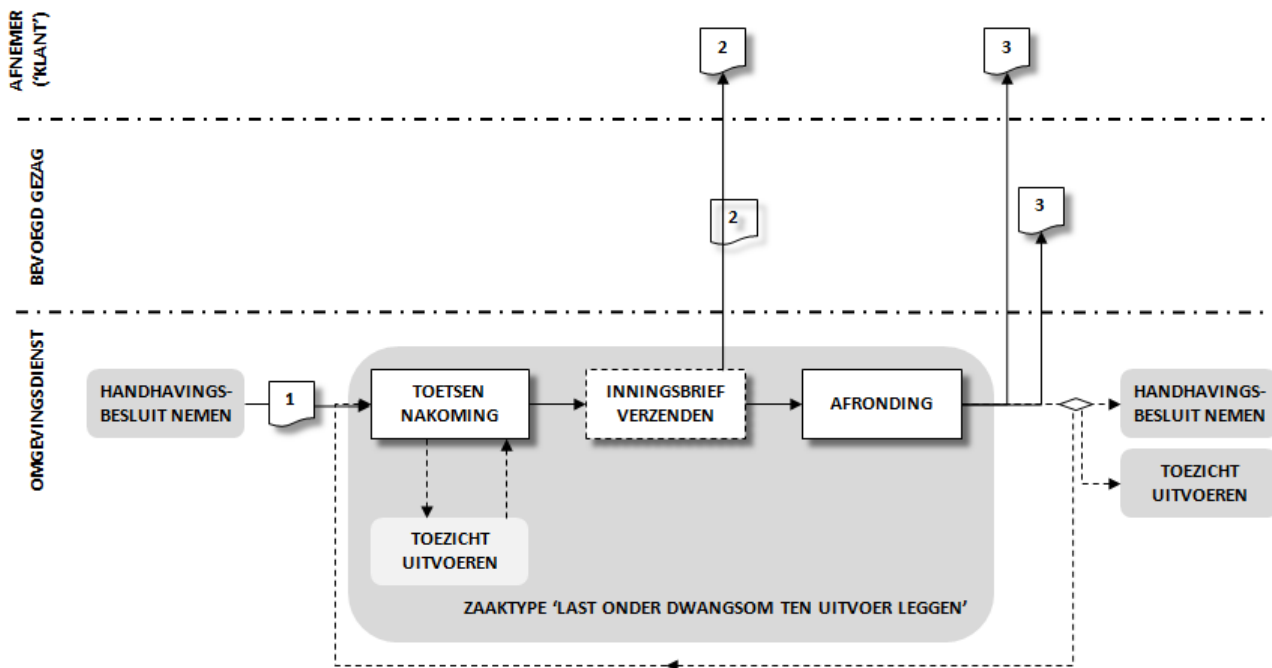 AFNEMER
('KLANT')
2
3
BEVOEGD GEZAG
2
3
OMGEVINGSDIENST
HANDHAVINGS-
BESLUIT NEMEN
1
TOETSEN
NAKOMING
INNINGSBRIEF
VERZENDEN
AFRONDING
HANDHAVINGS-
BESLUIT NEMEN
TOEZICHT
UITVOEREN
TOEZICHT
UITVOEREN
ZAAKTYPE 'LAST ONDER DWANGSOM TEN UITVOER LEGGEN'